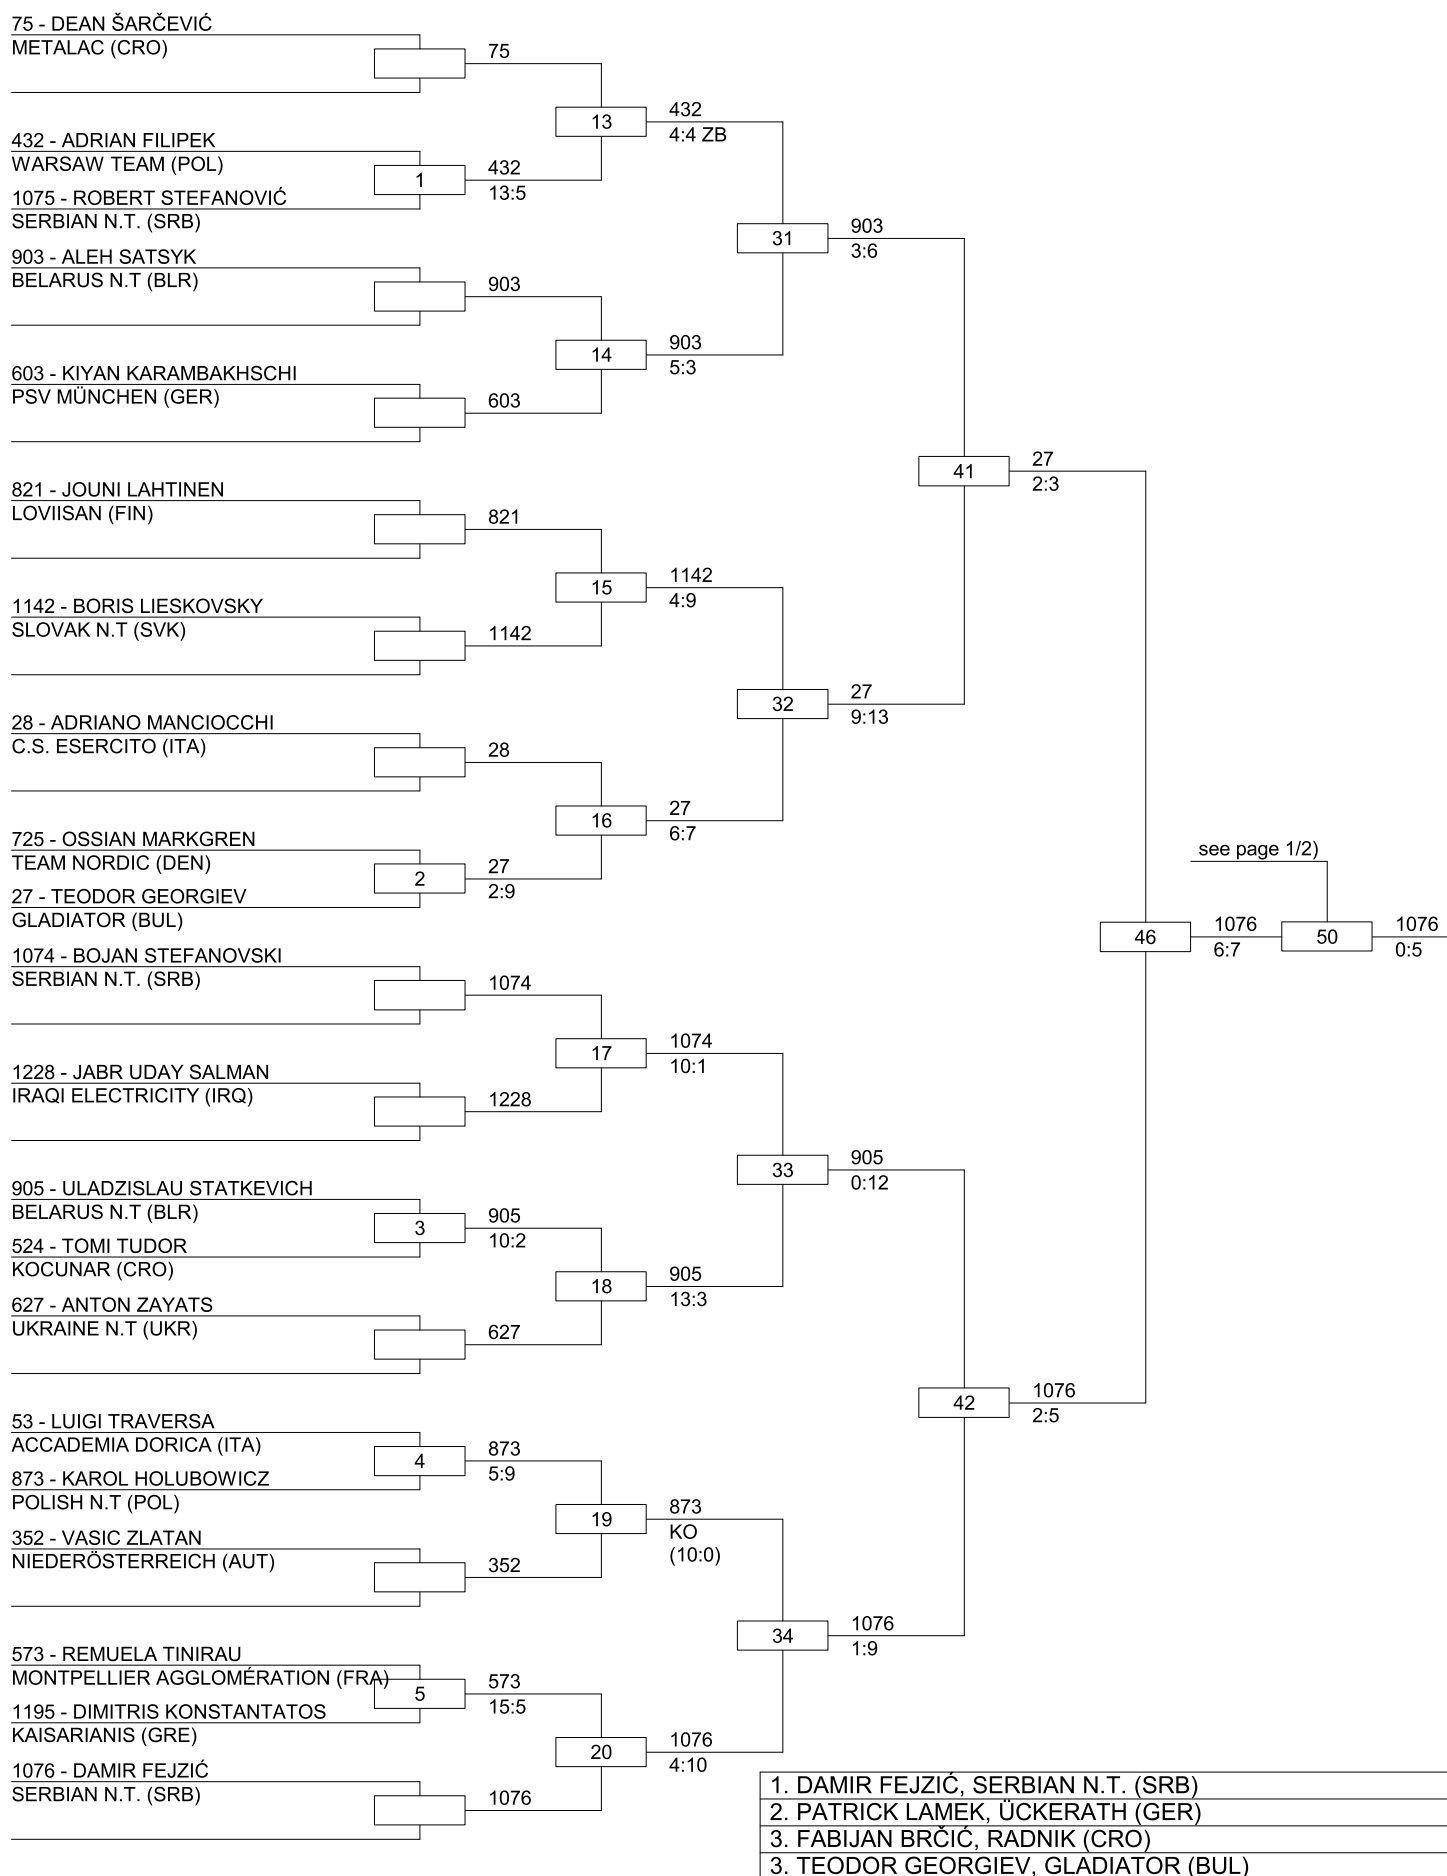 75 - DEAN ŠARČEVIĆ
METALAC (CRO)
75
13
432
4:4 ZB
432 - ADRIAN FILIPEK
WARSAW TEAM (POL)
1
432
13:5
1075 - ROBERT STEFANOVIĆ
SERBIAN N.T. (SRB)
31
903
3:6
903 - ALEH SATSYK
BELARUS N.T (BLR)
903
14
903
5:3
603 - KIYAN KARAMBAKHSCHI
PSV MÜNCHEN (GER)
603
41
27
2:3
821 - JOUNI LAHTINEN
LOVIISAN (FIN)
821
15
1142
4:9
1142 - BORIS LIESKOVSKY
SLOVAK N.T (SVK)
1142
32
27
9:13
28 - ADRIANO MANCIOCCHI
C.S. ESERCITO (ITA)
28
16
27
6:7
725 - OSSIAN MARKGREN
TEAM NORDIC (DEN)
2
27
2:9
27 - TEODOR GEORGIEV
GLADIATOR (BUL)
see page 1/2)
46
1076
6:7
50
1076
0:5
1074 - BOJAN STEFANOVSKI
SERBIAN N.T. (SRB)
1074
17
1074
10:1
1228 - JABR UDAY SALMAN
IRAQI ELECTRICITY (IRQ)
1228
33
905
0:12
905 - ULADZISLAU STATKEVICH
BELARUS N.T (BLR)
3
905
10:2
524 - TOMI TUDOR
KOCUNAR (CRO)
18
905
13:3
627 - ANTON ZAYATS
UKRAINE N.T (UKR)
627
42
1076
2:5
53 - LUIGI TRAVERSA
ACCADEMIA DORICA (ITA)
4
873
5:9
873 - KAROL HOLUBOWICZ
POLISH N.T (POL)
19
873
KO
(10:0)
352 - VASIC ZLATAN
NIEDERÖSTERREICH (AUT)
352
34
1076
1:9
573 - REMUELA TINIRAU
MONTPELLIER AGGLOMÉRATION (FRA)
5
573
15:5
1195 - DIMITRIS KONSTANTATOS
KAISARIANIS (GRE)
20
1076
4:10
1076 - DAMIR FEJZIĆ
SERBIAN N.T. (SRB)
1076
1. DAMIR FEJZIĆ, SERBIAN N.T. (SRB)
2. PATRICK LAMEK, ÜCKERATH (GER)
3. FABIJAN BRČIĆ, RADNIK (CRO)
3. TEODOR GEORGIEV, GLADIATOR (BUL)